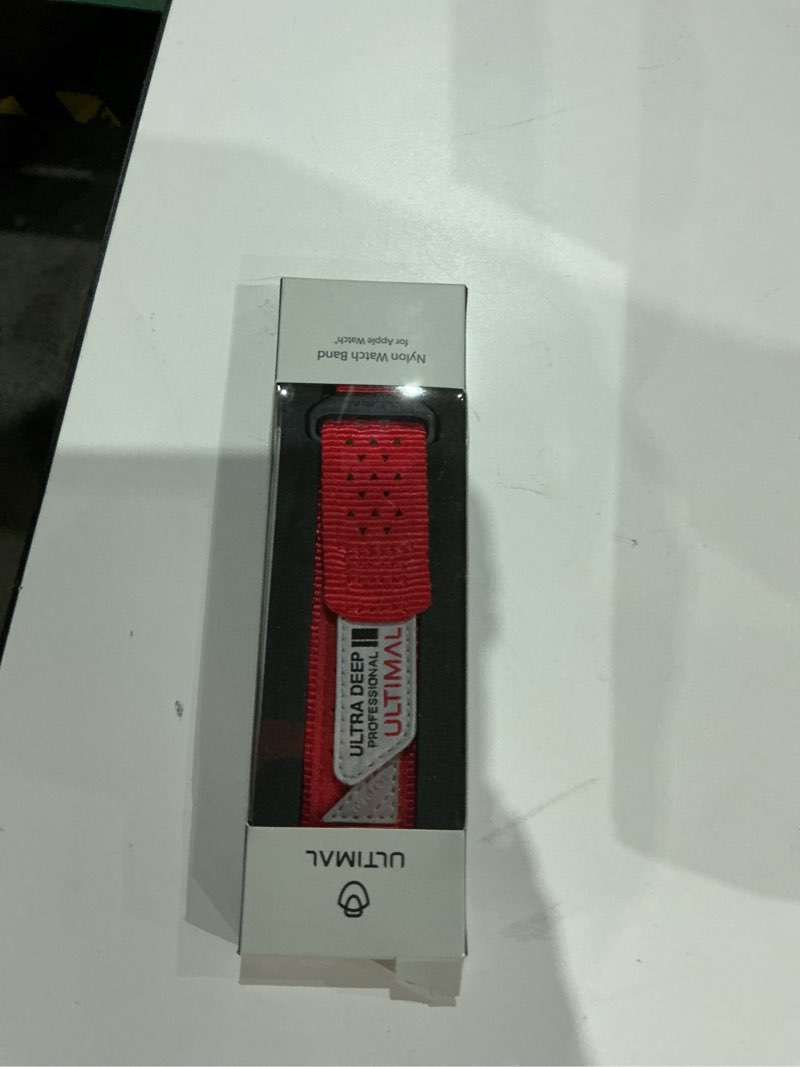 ULTIMAL
ULTRA DEEP
PROFESSIONAL
ULTIMAL
Nylon Watch Band
for Apple Watch*